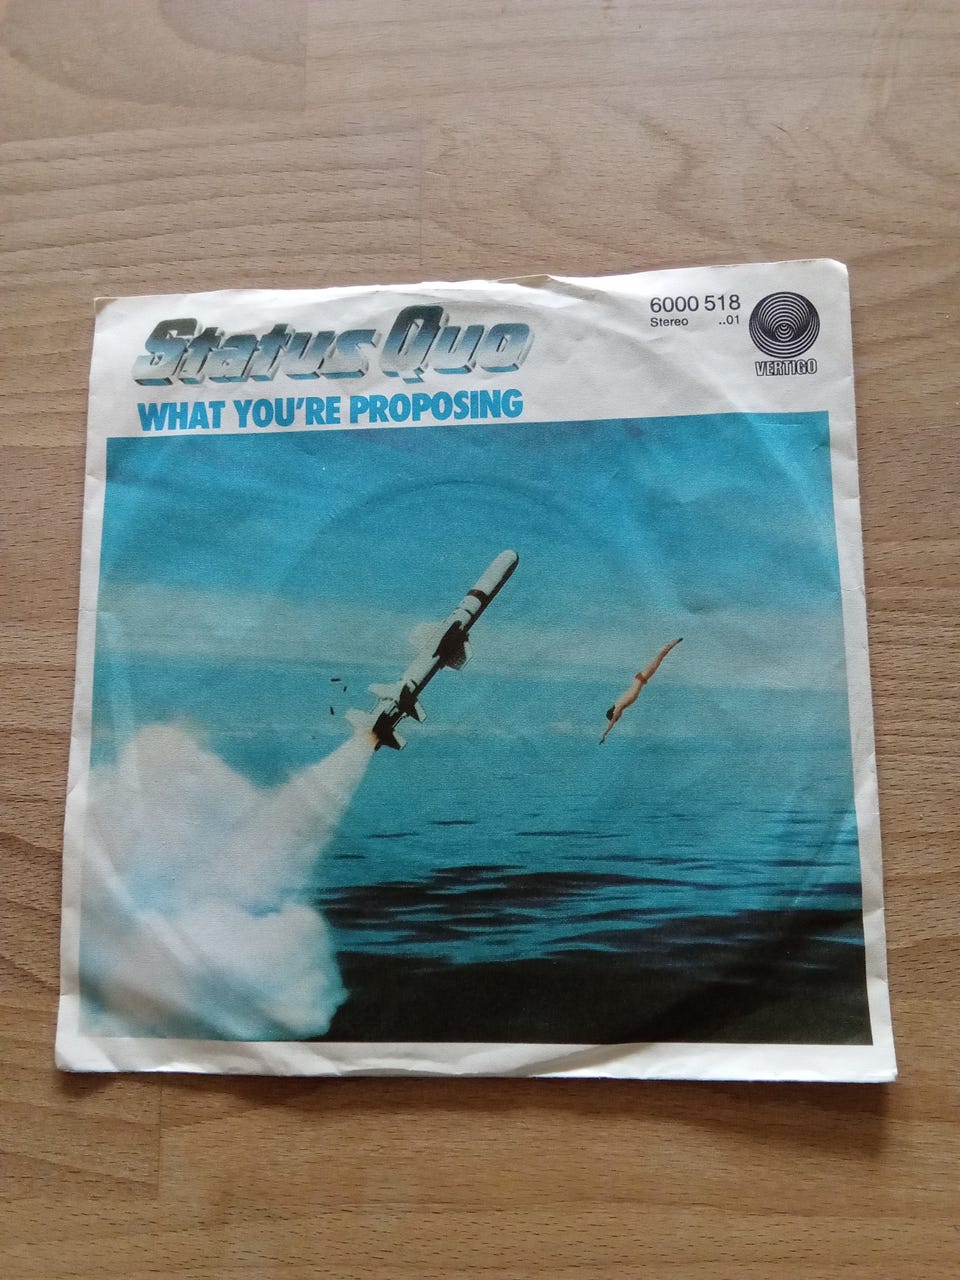 Status Quo
WHAT YOU'RE PROPOSING
6000 518
Stereo ..01
VERTIGO